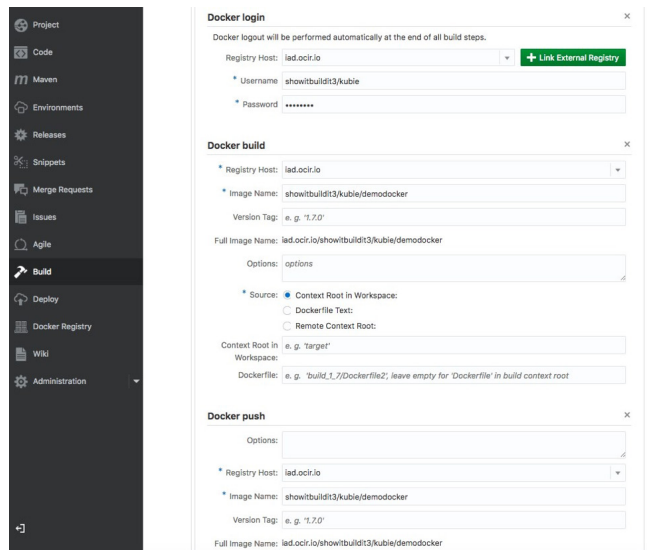 Project
Code
Maven
Environments
Releases
Snippets
Merge Requests
Issues
Agile
Build
Deploy
Docker Registry
Wiki
Administration
Docker login
Docker logout will be performed automatically at the end of all build steps.
Registry Host: iad.ocir.io
+ Link External Registry
* Username showitbuildit3/kubie
* Password ••••••••
Docker build
* Registry Host: iad.ocir.io
* Image Name: showitbuildit3/kubie/demodocker
Version Tag: e. g. '1.7.0'
Full Image Name: iad.ocir.io/showitbuildit3/kubie/demodocker
Options: options
* Source: Context Root in Workspace:
Dockerfile Text:
Remote Context Root:
Context Root in Workspace: e. g. 'target'
Dockerfile: e. g. 'build_1_7/Dockerfile2', leave empty for 'Dockerfile' in build context root
Docker push
Options:
* Registry Host: iad.ocir.io
* Image Name: showitbuildit3/kubie/demodocker
Version Tag: e. g. '1.7.0'
Full Image Name: iad.ocir.io/showitbuildit3/kubie/demodocker